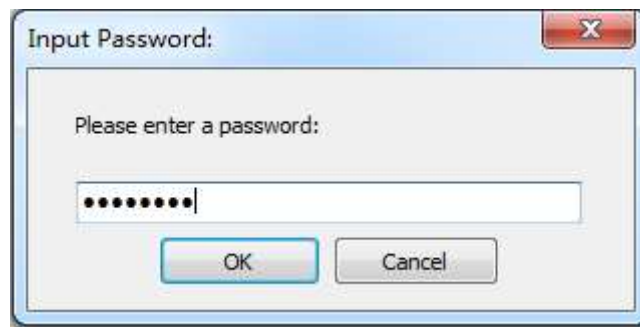 Input Password:
Please enter a password:
••••••••
OK Cancel